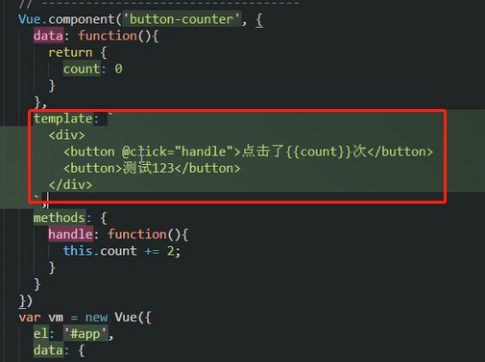 // -----------------------------------
Vue.component('button-counter', {
data: function(){
return {
count: 0
}
},
template: `
<div>
<button @click="handle">点击了{{count}}次</button>
<button>测试123</button>
</div>
`,
methods: {
handle: function(){
this.count += 2;
}
}
})
var vm = new Vue({
el: '#app',
data: {